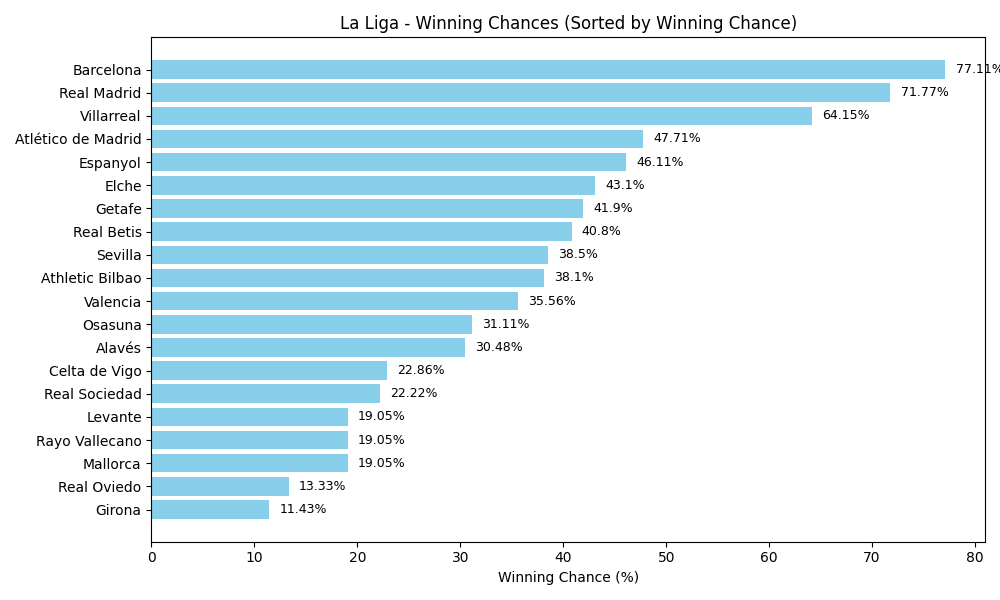 La Liga - Winning Chances (Sorted by Winning Chance)
Barcelona 77.11%
Real Madrid 71.77%
Villarreal 64.15%
Atlético de Madrid 47.71%
Espanyol 46.11%
Elche 43.1%
Getafe 41.9%
Real Betis 40.8%
Sevilla 38.5%
Athletic Bilbao 38.1%
Valencia 35.56%
Osasuna 31.11%
Alavés 30.48%
Celta de Vigo 22.86%
Real Sociedad 22.22%
Levante 19.05%
Rayo Vallecano 19.05%
Mallorca 19.05%
Real Oviedo 13.33%
Girona 11.43%
0 10 20 30 40 50 60 70 80
Winning Chance (%)